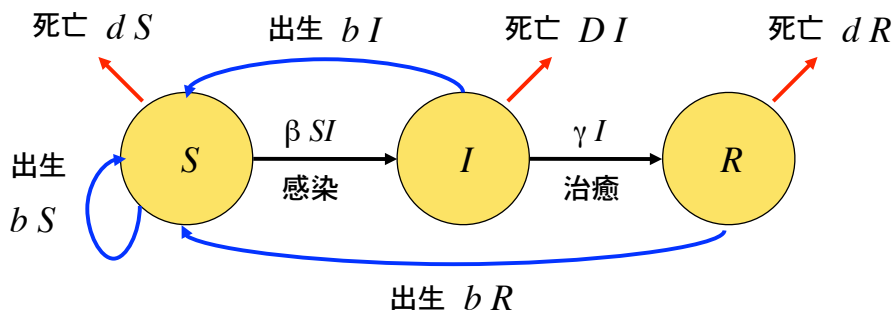 死亡 d S
出生 b I
死亡 D I
死亡 d R
β SI
γ I
S
I
R
感染
治癒
出生
b S
出生 b R